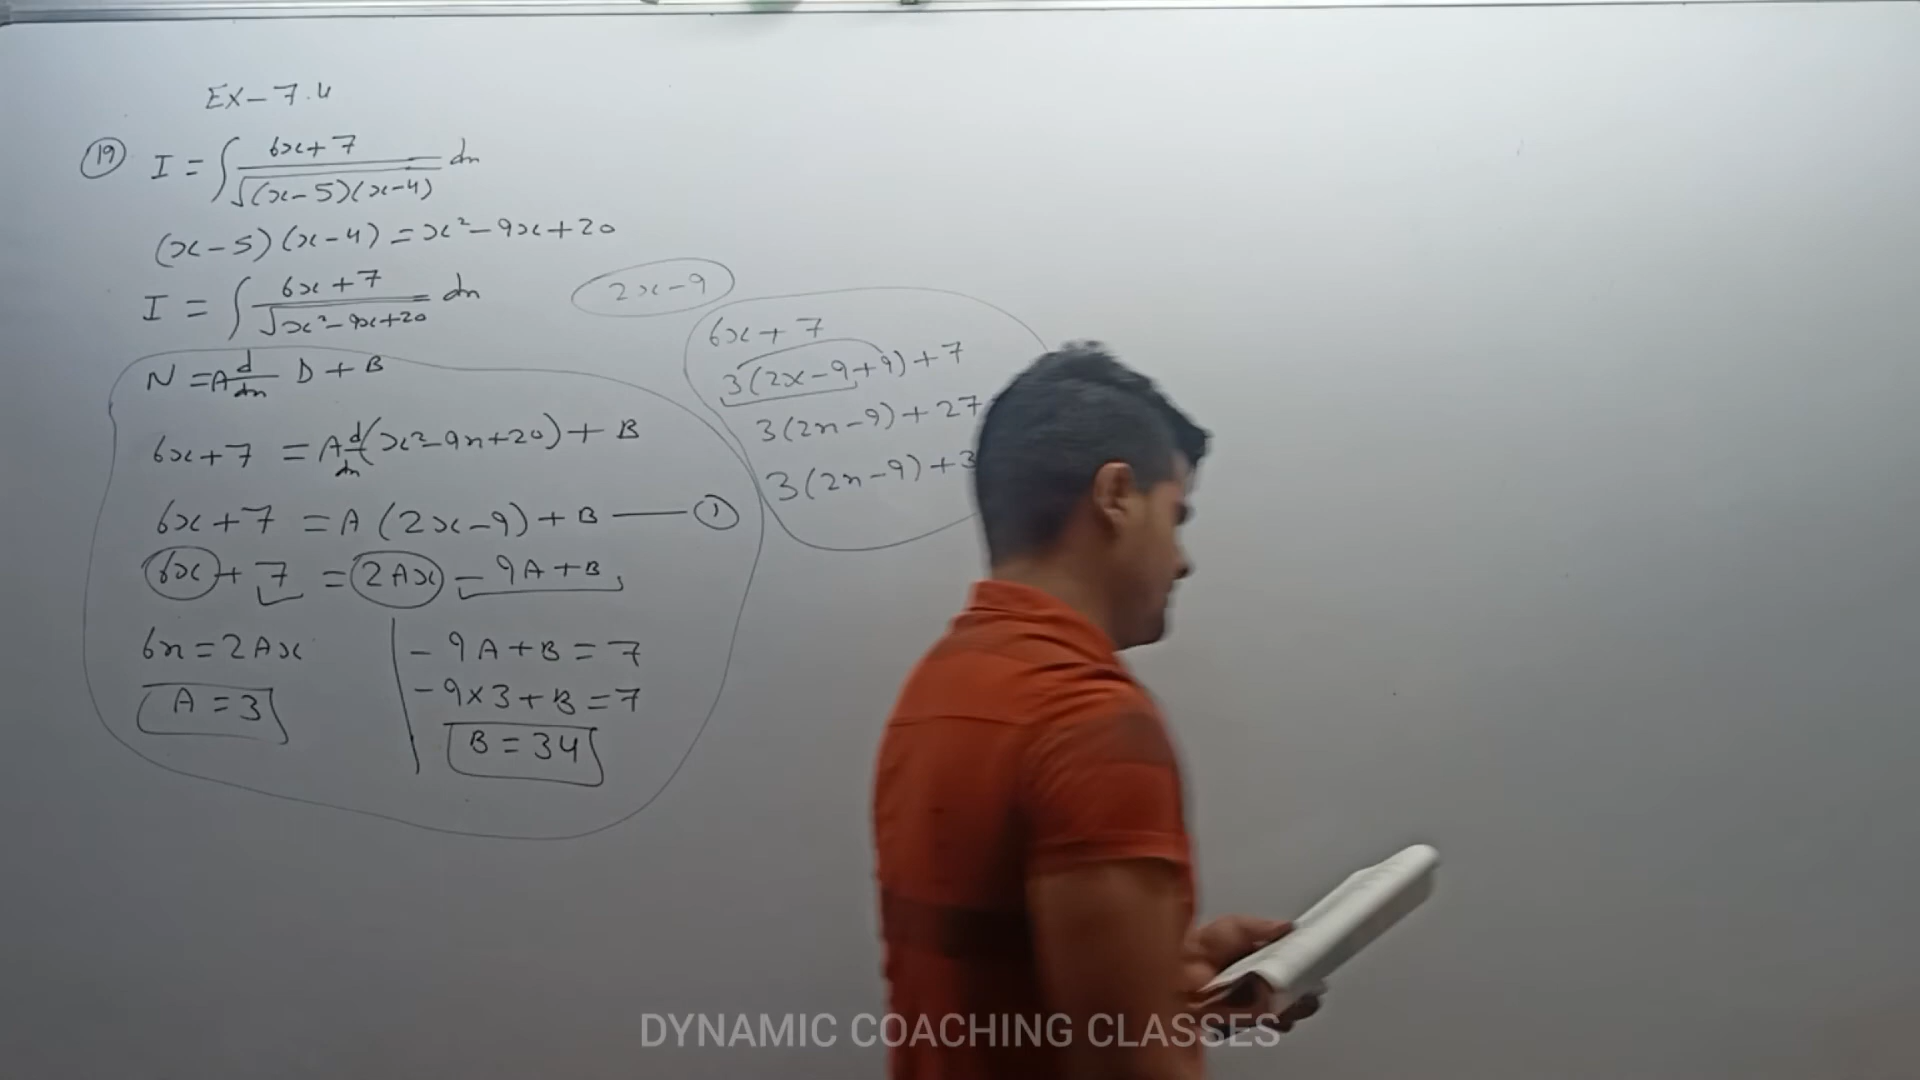 EX-7.4
(19) I = ∫ 6x+7 / √(x-5)(x-4) dx
(x-5)(x-4) = x²-9x+20
I = ∫ 6x+7 / √x²-9x+20 dx
N = A d/dx D + B
6x+7 = A d/dx (x²-9x+20) + B
6x+7 = A (2x-9) + B — (1)
6x + 7 = 2Ax - 9A + B
6x = 2Ax
A = 3
-9A + B = 7
-9×3 + B = 7
B = 34
2x-9
6x+7
3(2x-9+9)+7
3(2x-9)+27
3(2x-9)+3
DYNAMIC COACHING CLASSES